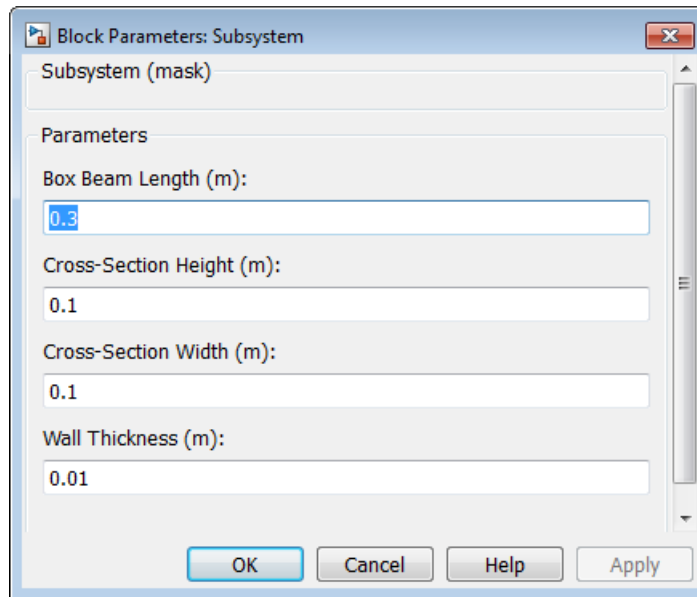 Block Parameters: Subsystem
Subsystem (mask)
Parameters
Box Beam Length (m):
0.3
Cross-Section Height (m):
0.1
Cross-Section Width (m):
0.1
Wall Thickness (m):
0.01
OK Cancel Help Apply